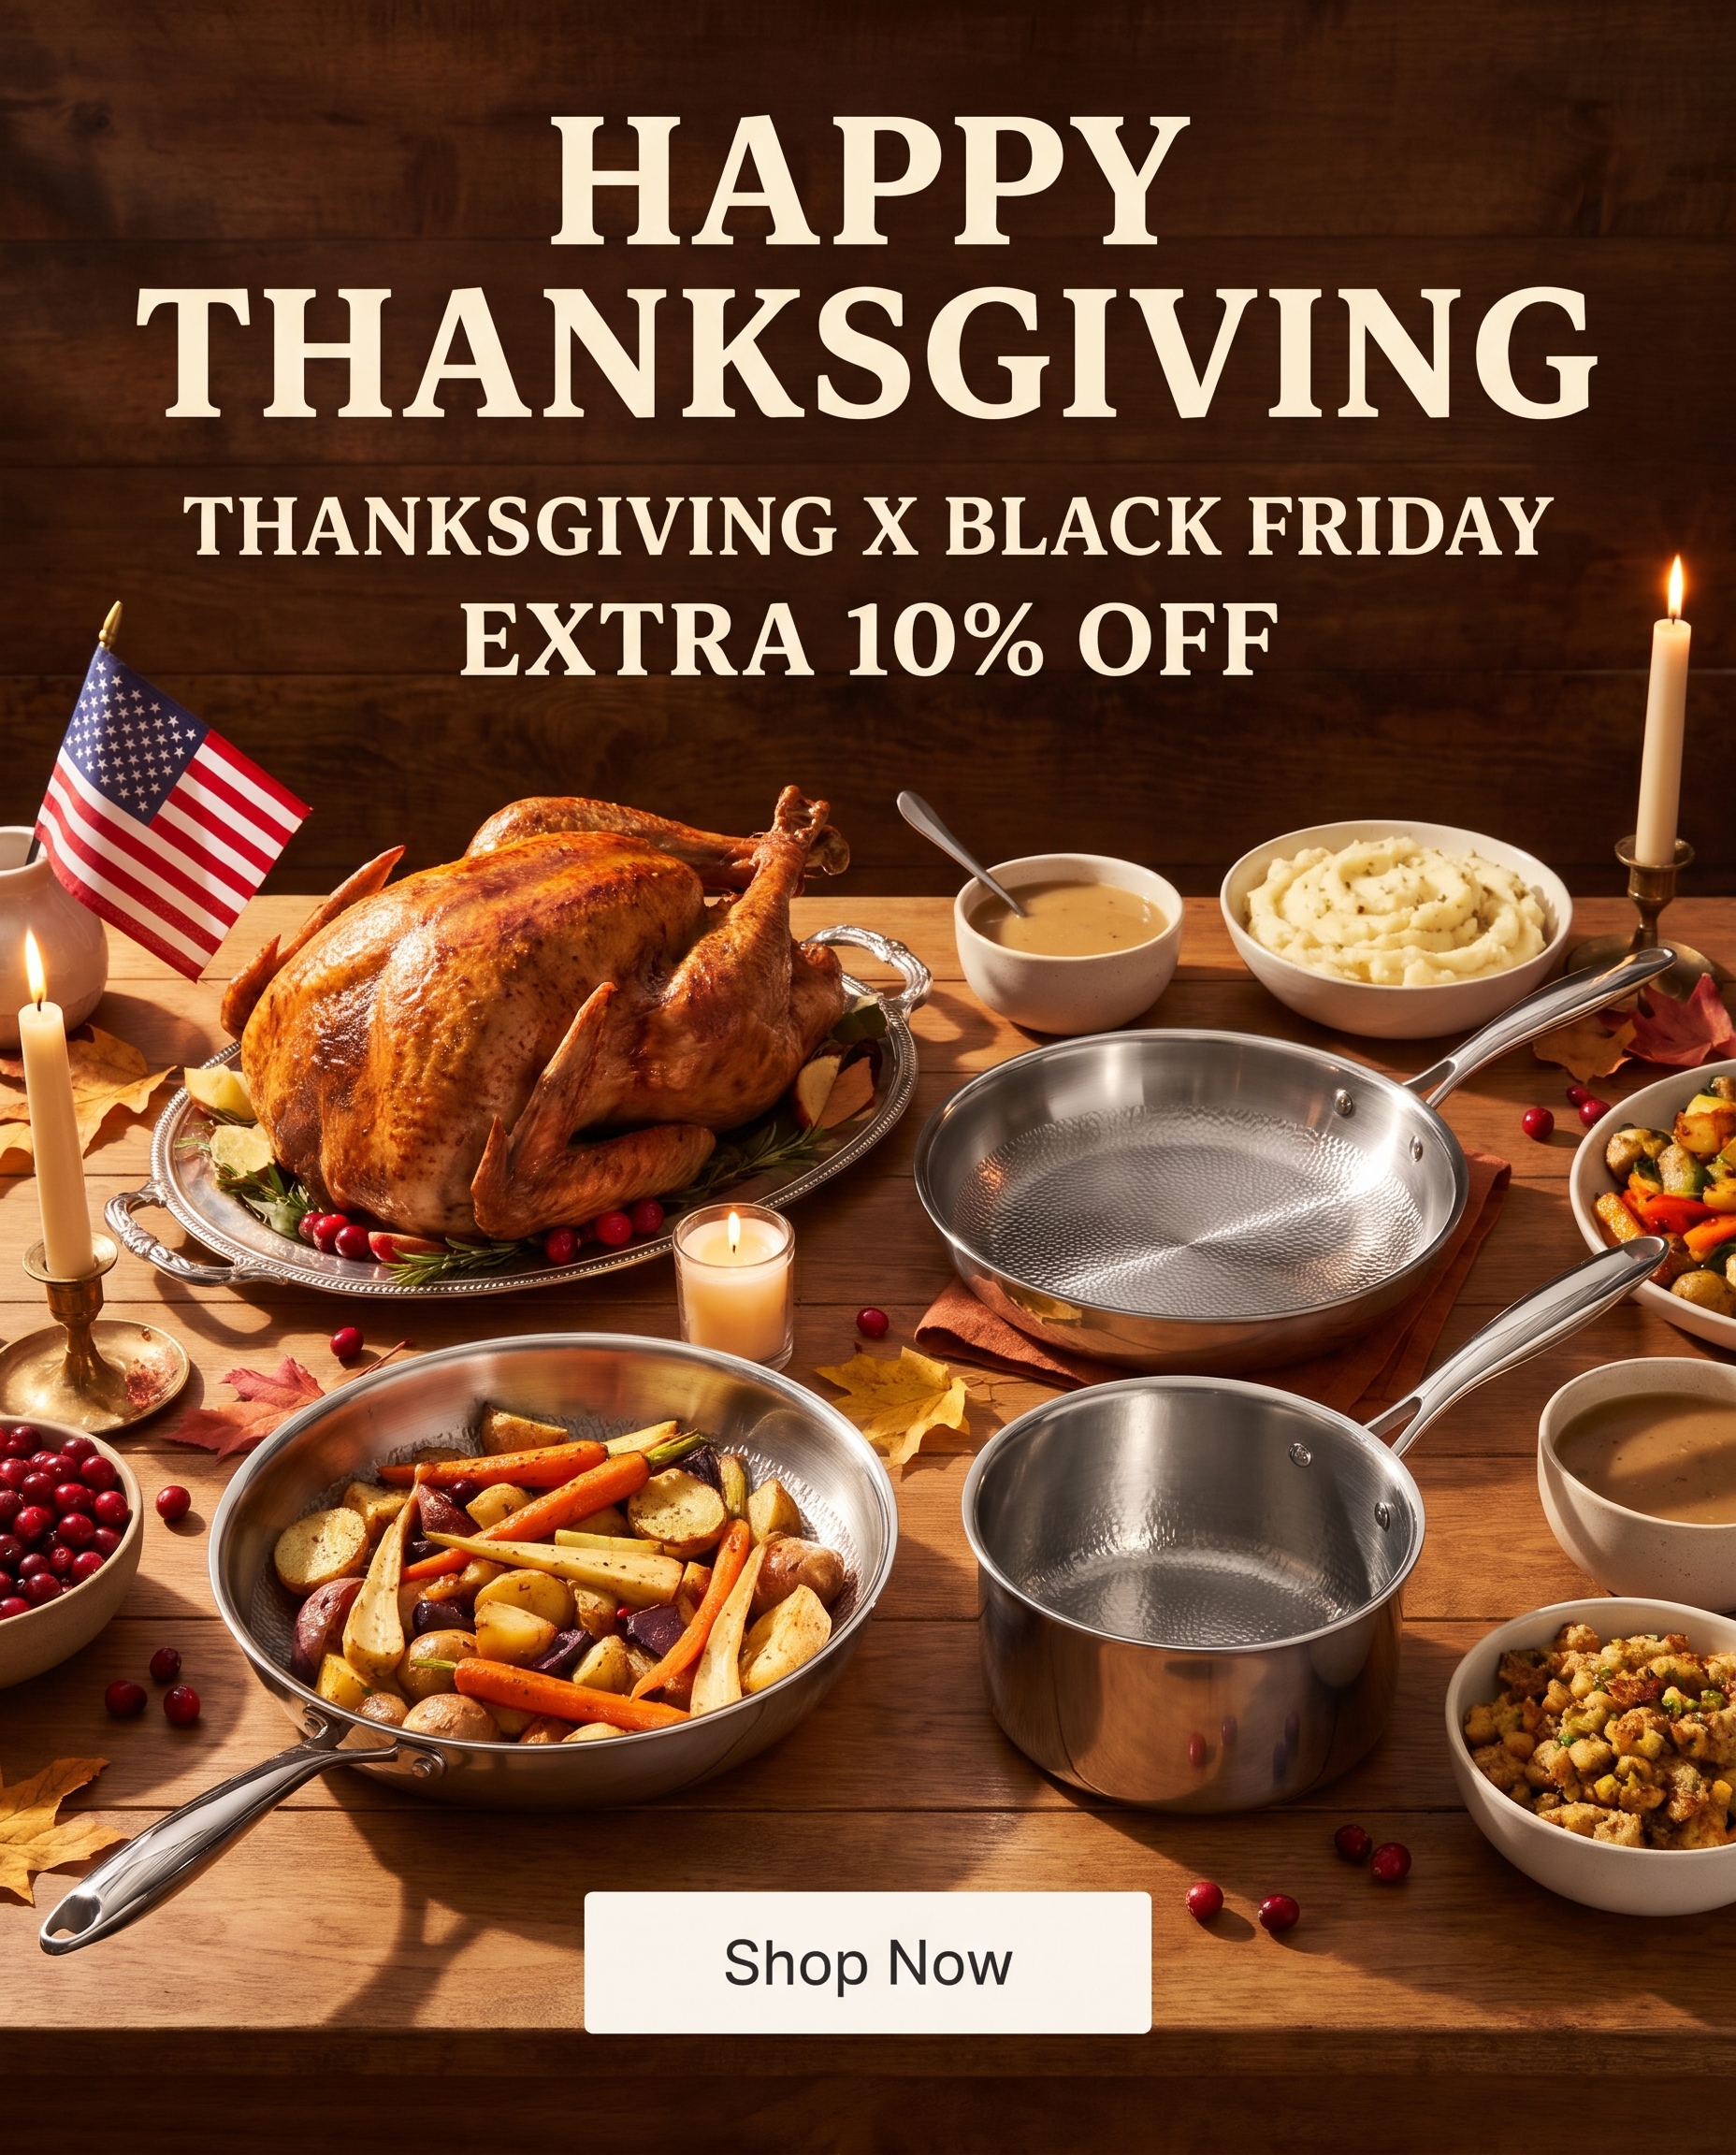 HAPPY
THANKSGIVING
THANKSGIVING X BLACK FRIDAY
EXTRA 10% OFF
Shop Now